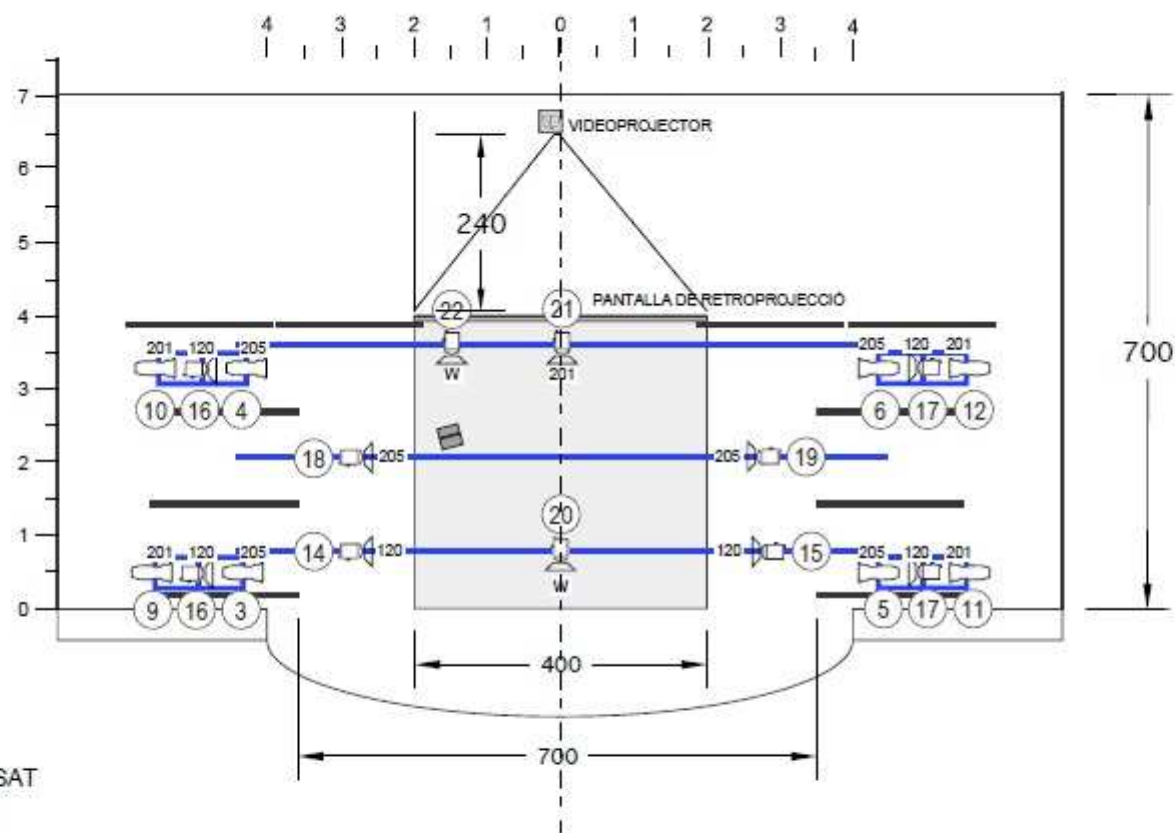 4 3 2 1 0 1 2 3 4
7
VIDEOPROJECTOR
6
240
5
PANTALLA DE RETROPROJECCIÓ
4 22 21
700
201 120 205 W 201 205 120 201
3
10 16 4 6 17 12
2 18 205 205 19
20
1
14 120 120 15
201 120 205 W 205 120 201
0 9 16 3 5 17 11
400
700
SAT